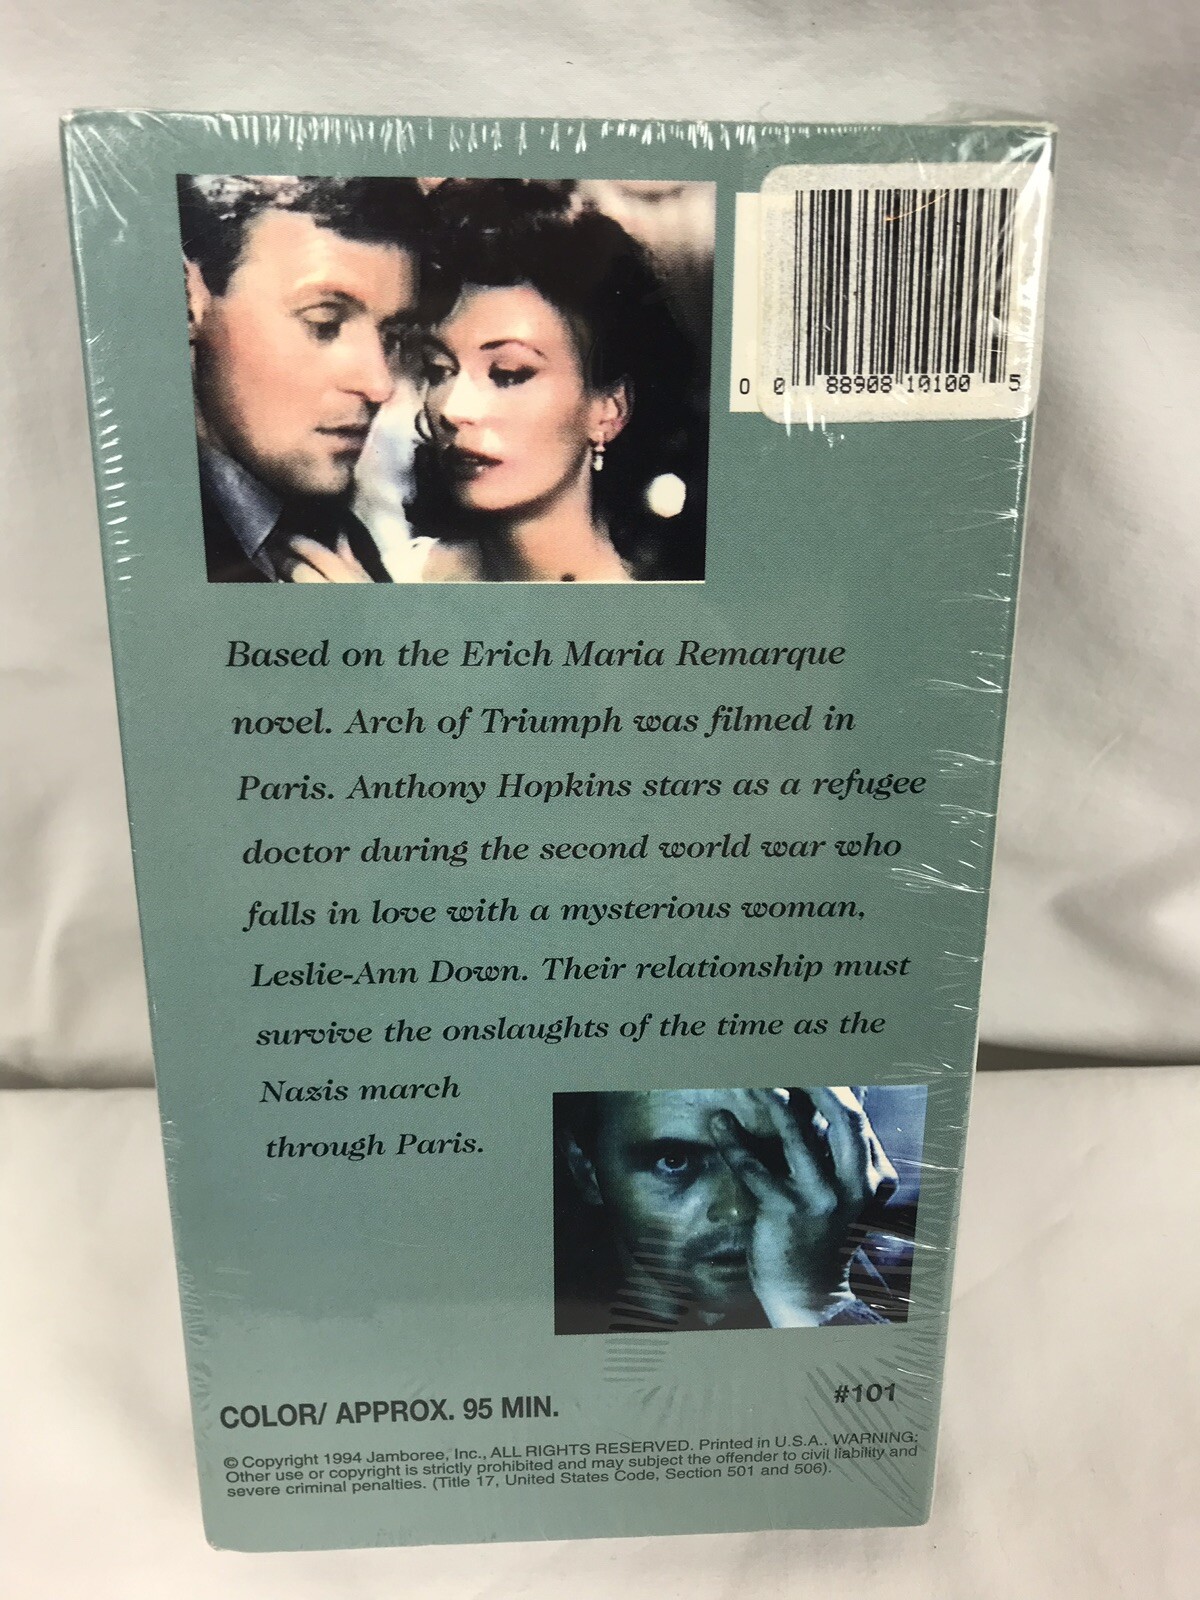 0 0 88908 10100 5
Based on the Erich Maria Remarque
novel. Arch of Triumph was filmed in
Paris. Anthony Hopkins stars as a refugee
doctor during the second world war who
falls in love with a mysterious woman,
Leslie-Ann Down. Their relationship must
survive the onslaughts of the time as the
Nazis march
through Paris.
#101
COLOR/ APPROX. 95 MIN.
© Copyright 1994 Jamboree, Inc., ALL RIGHTS RESERVED. Printed in U.S.A.. WARNING:
Other use or copyright is strictly prohibited and may subject the offender to civil liability and
severe criminal penalties. (Title 17, United States Code, Section 501 and 506).